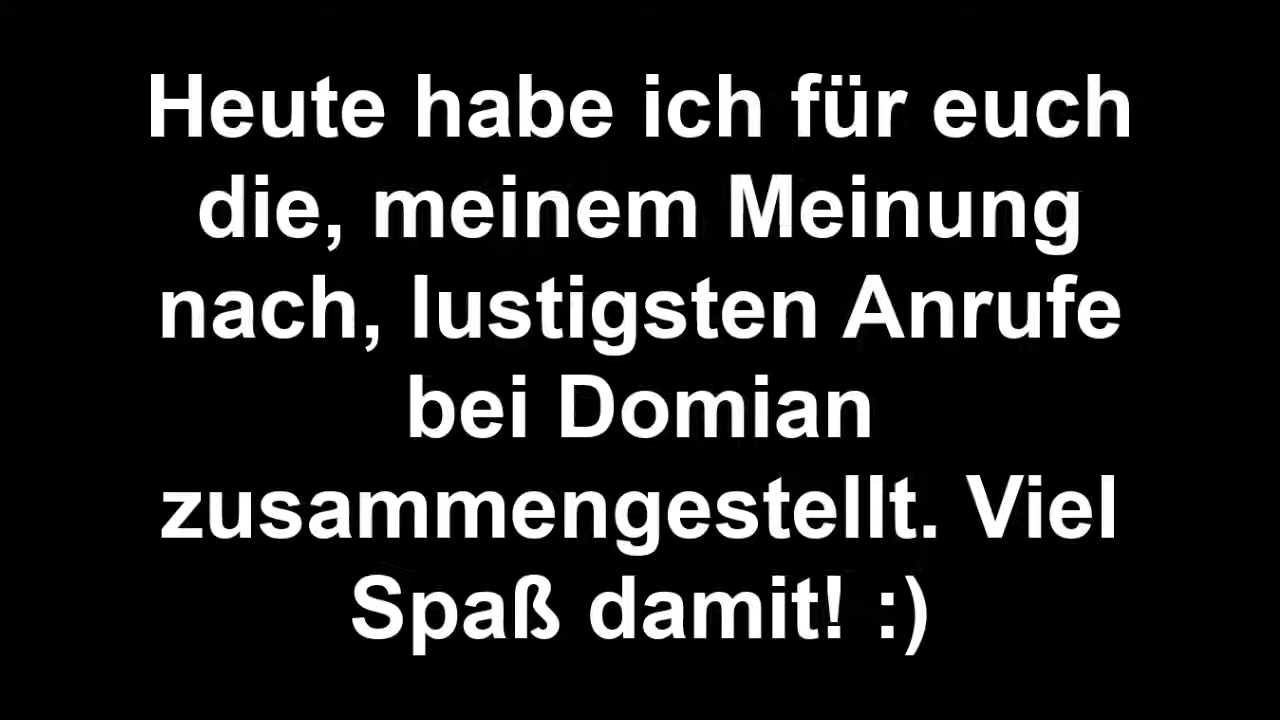 Heute habe ich für euch
die, meinem Meinung
nach, lustigsten Anrufe
bei Domian
zusammengestellt. Viel
Spaß damit! :)